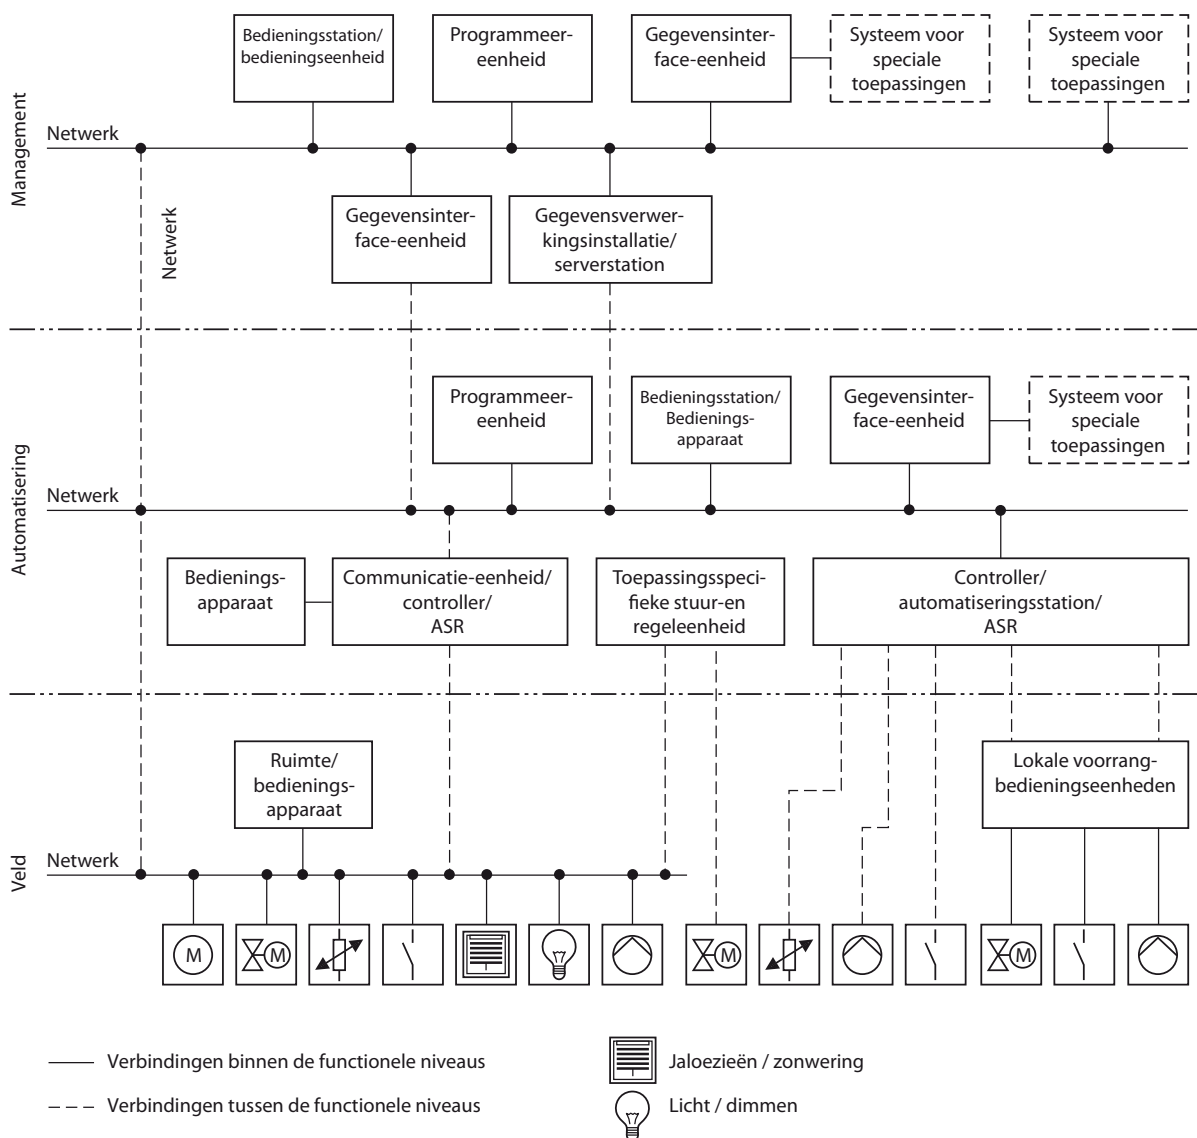 Management
Bedieningsstation/
bedieningseenheid
Programmeer-
eenheid
Gegevensinter-
face-eenheid
Systeem voor
speciale
toepassingen
Systeem voor
speciale
toepassingen
Netwerk
Netwerk
Gegevensinter-
face-eenheid
Gegevensverwer-
kingsinstallatie/
serverstation
Automatisering
Programmeer-
eenheid
Bedieningsstation/
Bedienings-
apparaat
Gegevensinter-
face-eenheid
Systeem voor
speciale
toepassingen
Netwerk
Bedienings-
apparaat
Communicatie-eenheid/
controller/
ASR
Toepassingsspeci-
fieke stuur-en
regeleenheid
Controller/
automatiseringsstation/
ASR
Veld
Ruimte/
bedienings-
apparaat
Lokale voorrang-
bedieningseenheden
Netwerk
M
M
M
M
Verbindingen binnen de functionele niveaus
Jaloezieën / zonwering
Verbindingen tussen de functionele niveaus
Licht / dimmen